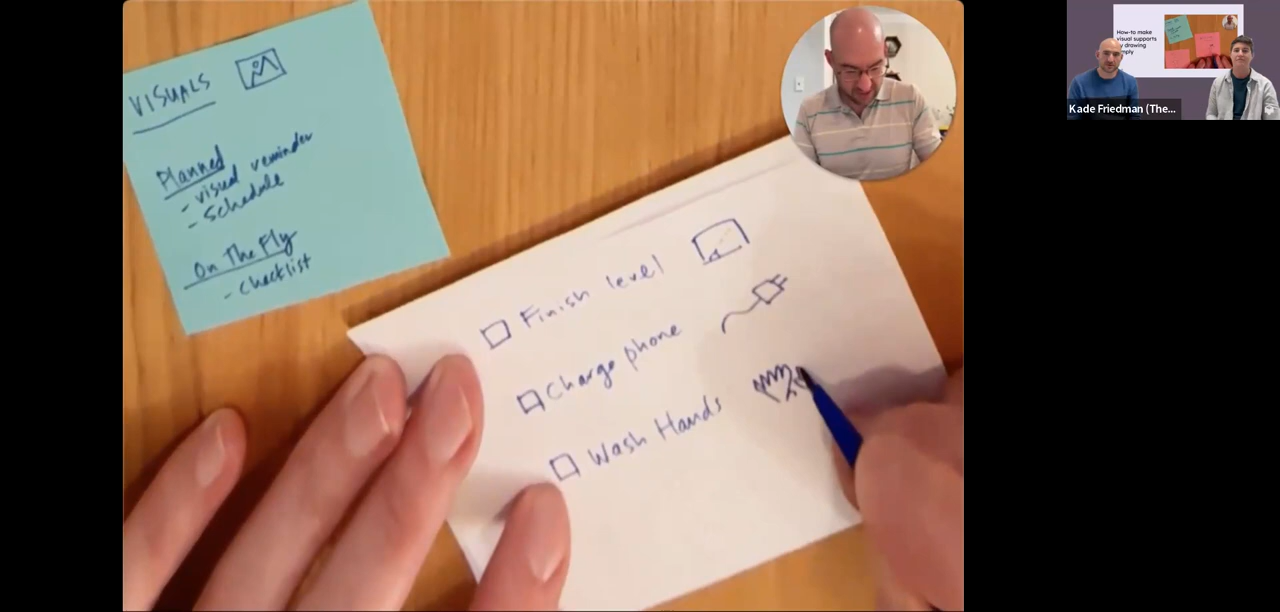 VISUALS
Planned
- visual reminder
- Schedule
On The Fly
- checklist
Finish level
Charge phone
Wash Hands
How-to make
visual supports
by drawing
simply
Kade Friedman (The...